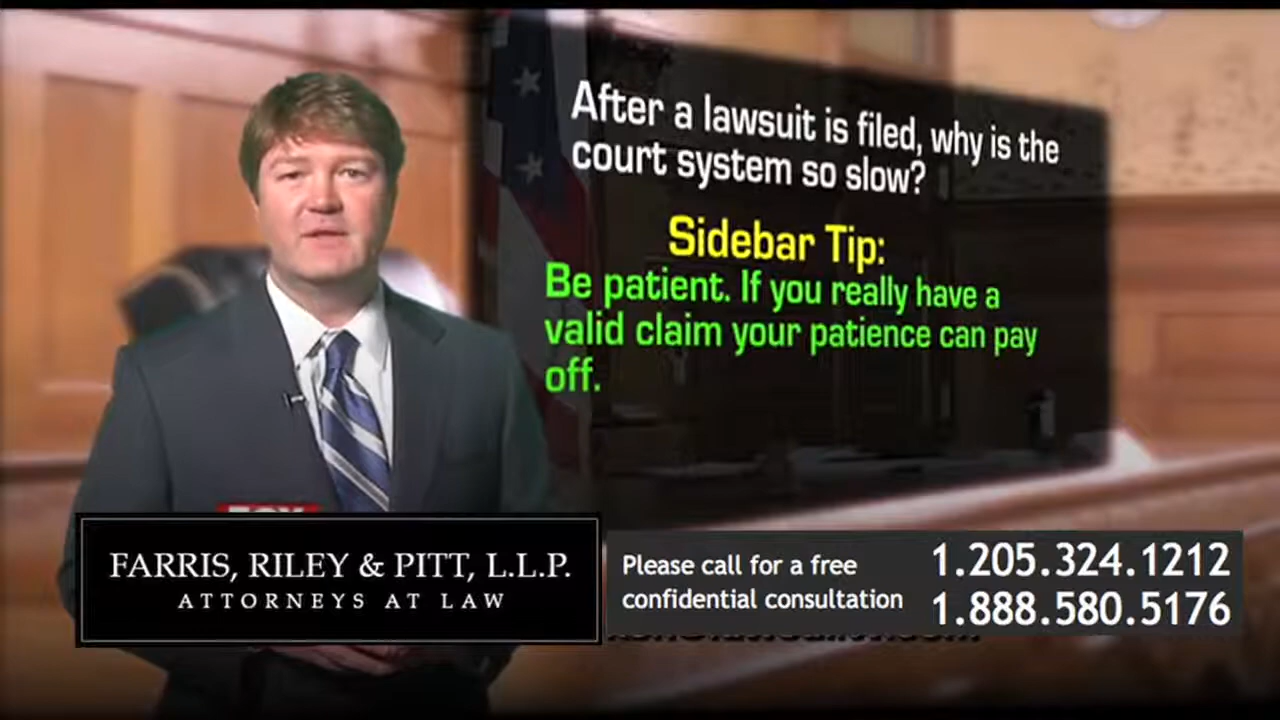 After a lawsuit is filed, why is the
court system so slow?
Sidebar Tip:
Be patient. If you really have a
valid claim your patience can pay
off.
FARRIS, RILEY & PITT, L.L.P.
ATTORNEYS AT LAW
Please call for a free
confidential consultation
1.205.324.1212
1.888.580.5176